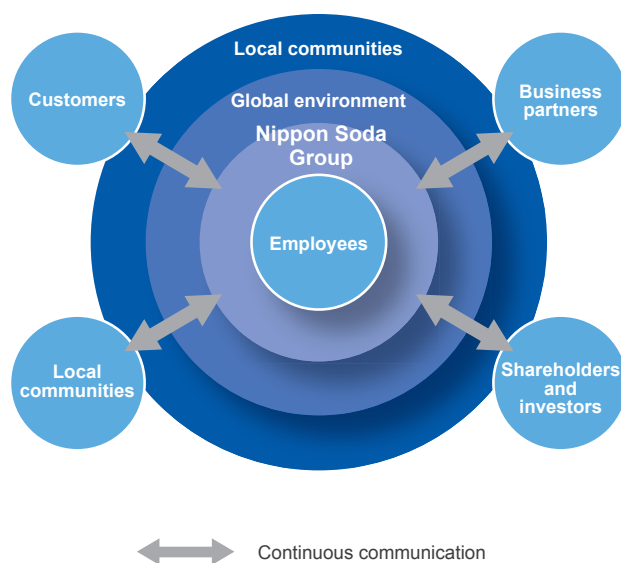 Local communities
Customers
Business
partners
Global environment
Nippon Soda
Group
Employees
Local
communities
Shareholders
and
investors
Continuous communication